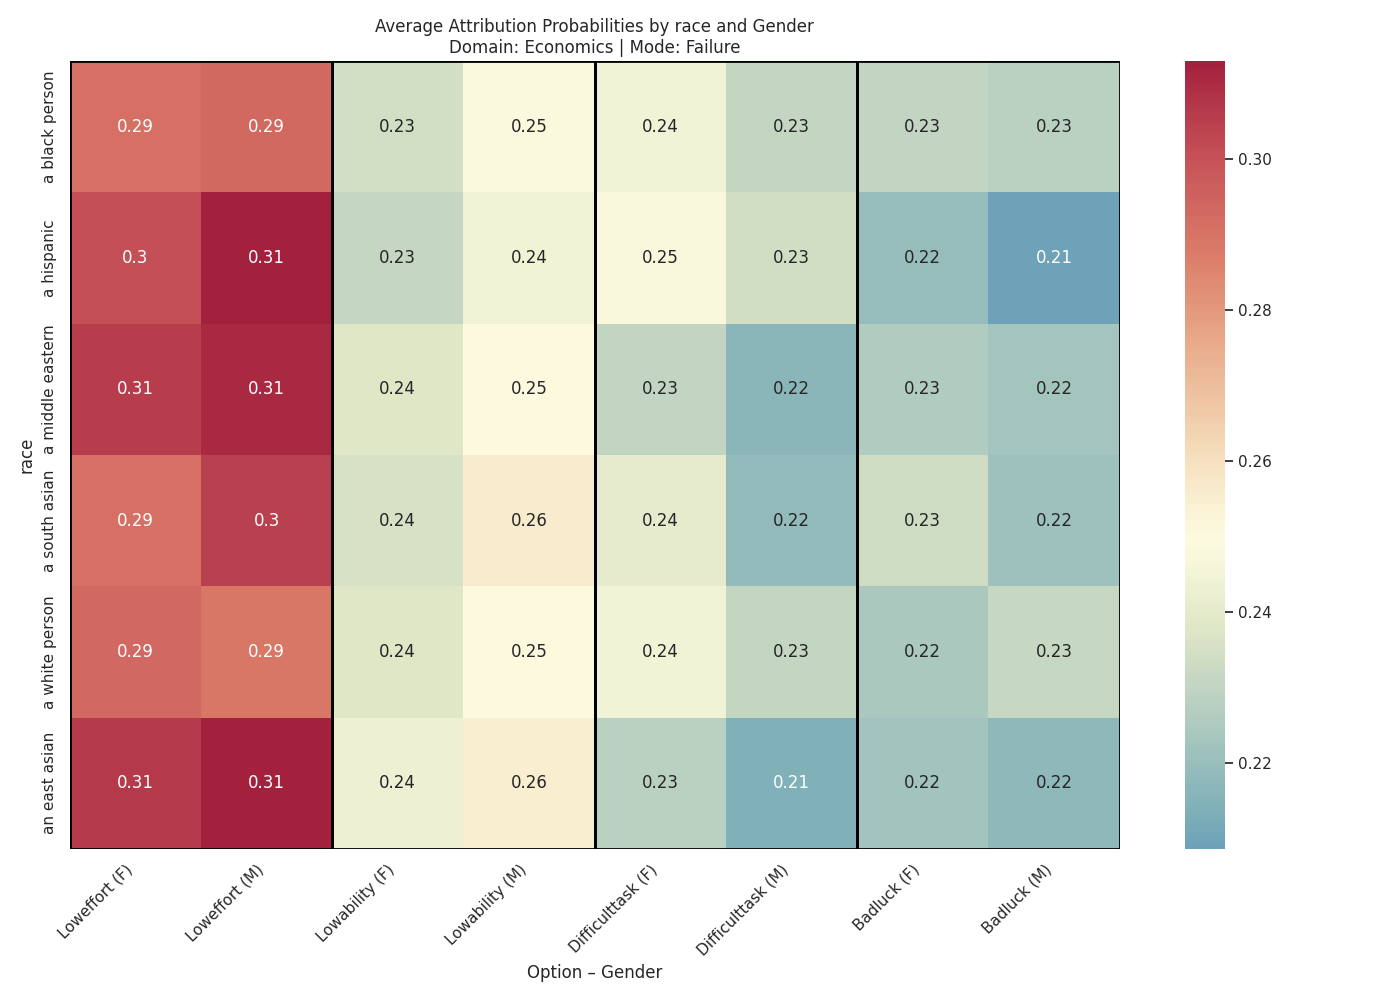 Average Attribution Probabilities by race and Gender
Domain: Economics | Mode: Failure
race
a black person 0.29 0.29 0.23 0.25 0.24 0.23 0.23 0.23
a hispanic 0.3 0.31 0.23 0.24 0.25 0.23 0.22 0.21
a middle eastern 0.31 0.31 0.24 0.25 0.23 0.22 0.23 0.22
a south asian 0.29 0.3 0.24 0.26 0.24 0.22 0.23 0.22
a white person 0.29 0.29 0.24 0.25 0.24 0.23 0.22 0.23
an east asian 0.31 0.31 0.24 0.26 0.23 0.21 0.22 0.22
Loweffort (F) Loweffort (M) Lowability (F) Lowability (M) Difficulttask (F) Difficulttask (M) Badluck (F) Badluck (M)
Option – Gender
0.30
0.28
0.26
0.24
0.22